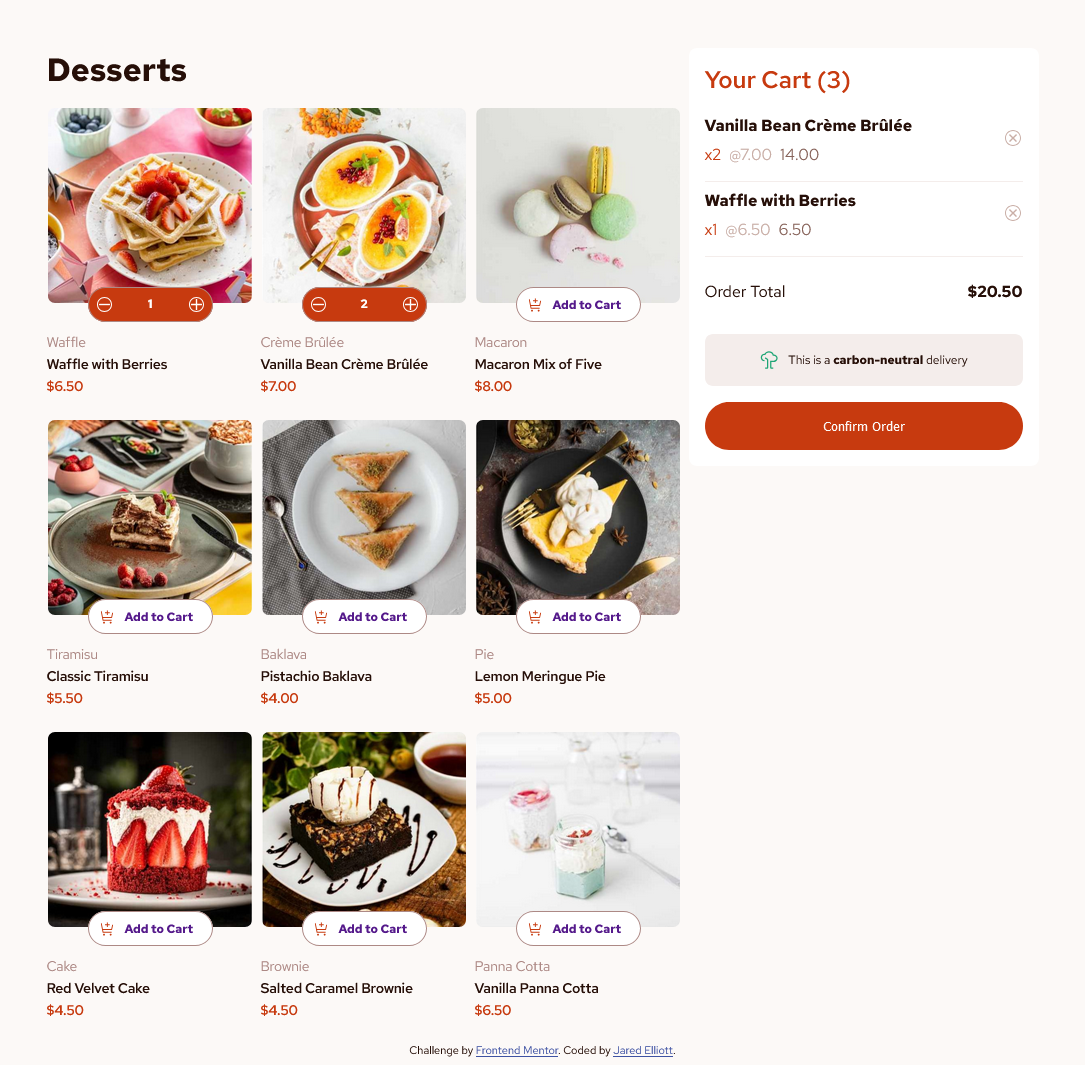 Desserts
1
Waffle
Waffle with Berries
$6.50
2
Crème Brûlée
Vanilla Bean Crème Brûlée
$7.00
Add to Cart
Macaron
Macaron Mix of Five
$8.00
Add to Cart
Tiramisu
Classic Tiramisu
$5.50
Add to Cart
Baklava
Pistachio Baklava
$4.00
Add to Cart
Pie
Lemon Meringue Pie
$5.00
Add to Cart
Cake
Red Velvet Cake
$4.50
Add to Cart
Brownie
Salted Caramel Brownie
$4.50
Add to Cart
Panna Cotta
Vanilla Panna Cotta
$6.50
Your Cart (3)
Vanilla Bean Crème Brûlée
x2 @7.00 14.00
Waffle with Berries
x1 @6.50 6.50
Order Total $20.50
This is a carbon-neutral delivery
Confirm Order
Challenge by Frontend Mentor. Coded by Jared Elliott.